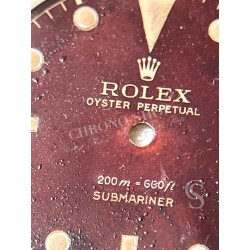 ROLEX
OYSTER PERPETUAL
200m = 660ft
SUBMARINER